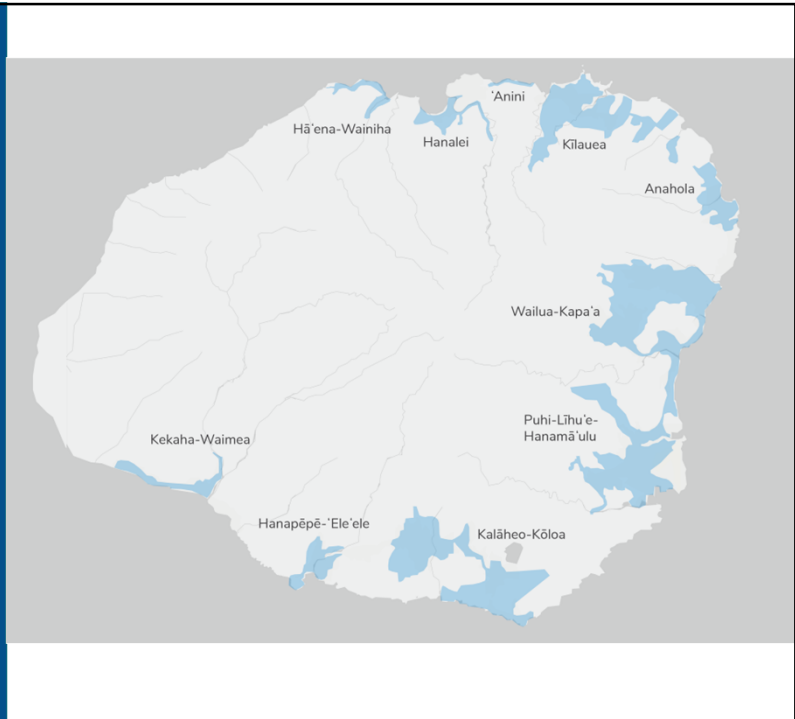 ʻAnini
Hāʻena-Wainiha
Hanalei
Kīlauea
Anahola
Wailua-Kapaʻa
Puhi-Līhuʻe-
Hanamāʻulu
Kekaha-Waimea
Hanapēpē-ʻEleʻele
Kalāheo-Kōloa